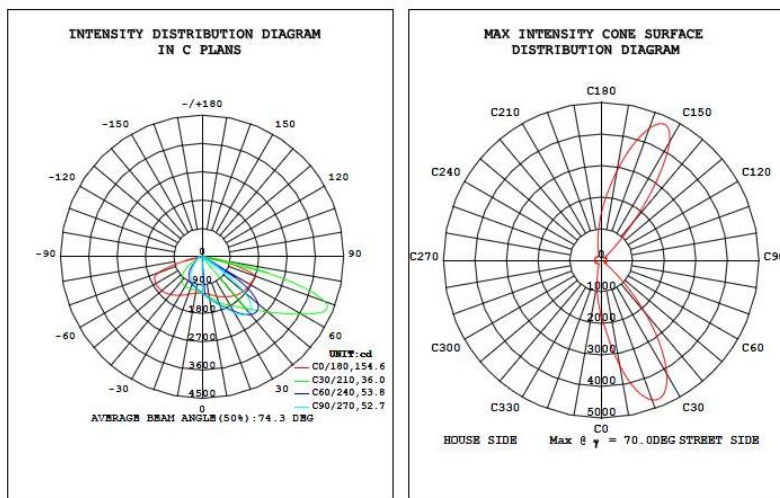 INTENSITY DISTRIBUTION DIAGRAM
IN C PLANS
-/+180
-150
150
-120
120
-90
90
-60
60
-30
30
0
0
900
1800
2700
3600
4500
UNIT:cd
C0/180,154.6
C30/210,36.0
C60/240,53.8
C90/270,52.7
AVERAGE BEAM ANGLE(50%):74.3 DEG
MAX INTENSITY CONE SURFACE
DISTRIBUTION DIAGRAM
C180
C210
C150
C240
C120
C270
C90
C300
C60
C330
C30
C0
0
1000
2000
3000
4000
5000
HOUSE SIDE Max @ γ = 70.0DEG STREET SIDE